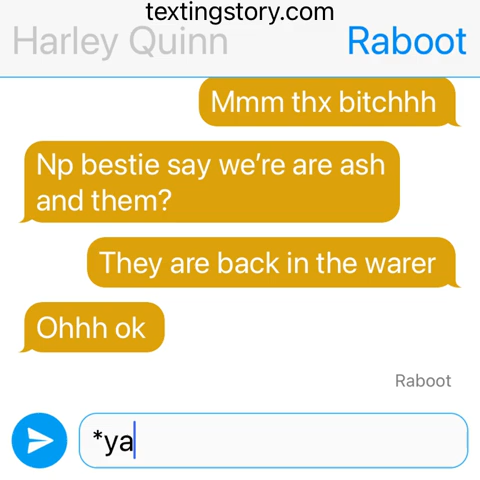 textingstory.com
Harley Quinn Raboot
Mmm thx bitchhh
Np bestie say we’re are ash
and them?
They are back in the warer
Ohhh ok
Raboot
*ya